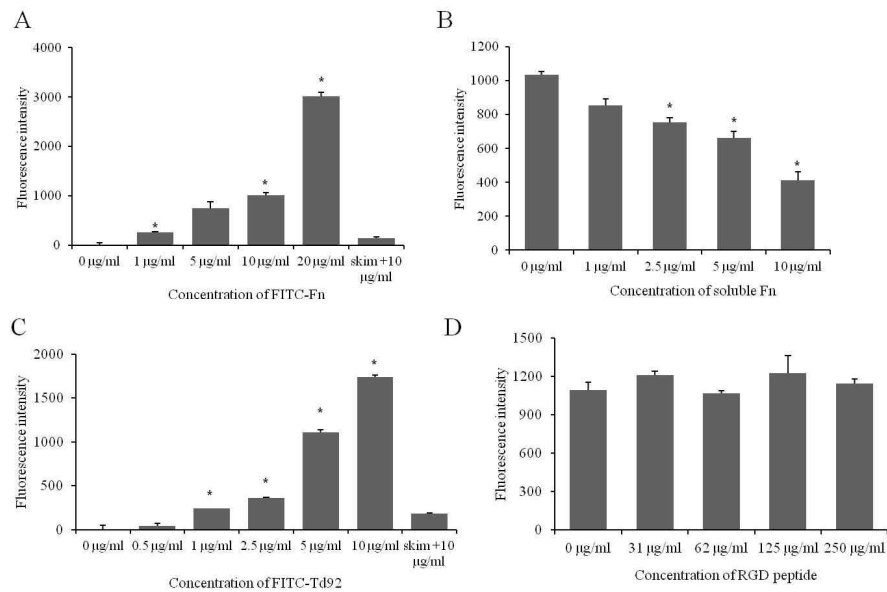 A
Fluorescence intensity
4000
3000
2000
1000
0
*
*
*
0 µg/ml 1 µg/ml 5 µg/ml 10 µg/ml 20 µg/ml skim+10
µg/ml
Concentration of FITC-Fn
B
Fluorescence intensity
1200
1000
800
600
400
200
0
*
*
*
0 µg/ml 1 µg/ml 2.5 µg/ml 5 µg/ml 10 µg/ml
Concentration of soluble Fn
C
Fluorescence intensity
2000
1500
1000
500
0
*
*
*
*
0 µg/ml 0.5 µg/ml 1 µg/ml 2.5 µg/ml 5 µg/ml 10 µg/ml skim+10
µg/ml
Concentration of FITC-Td92
D
Fluorescence intensity
1500
1200
900
600
300
0
0 µg/ml 31 µg/ml 62 µg/ml 125 µg/ml 250 µg/ml
Concentration of RGD peptide